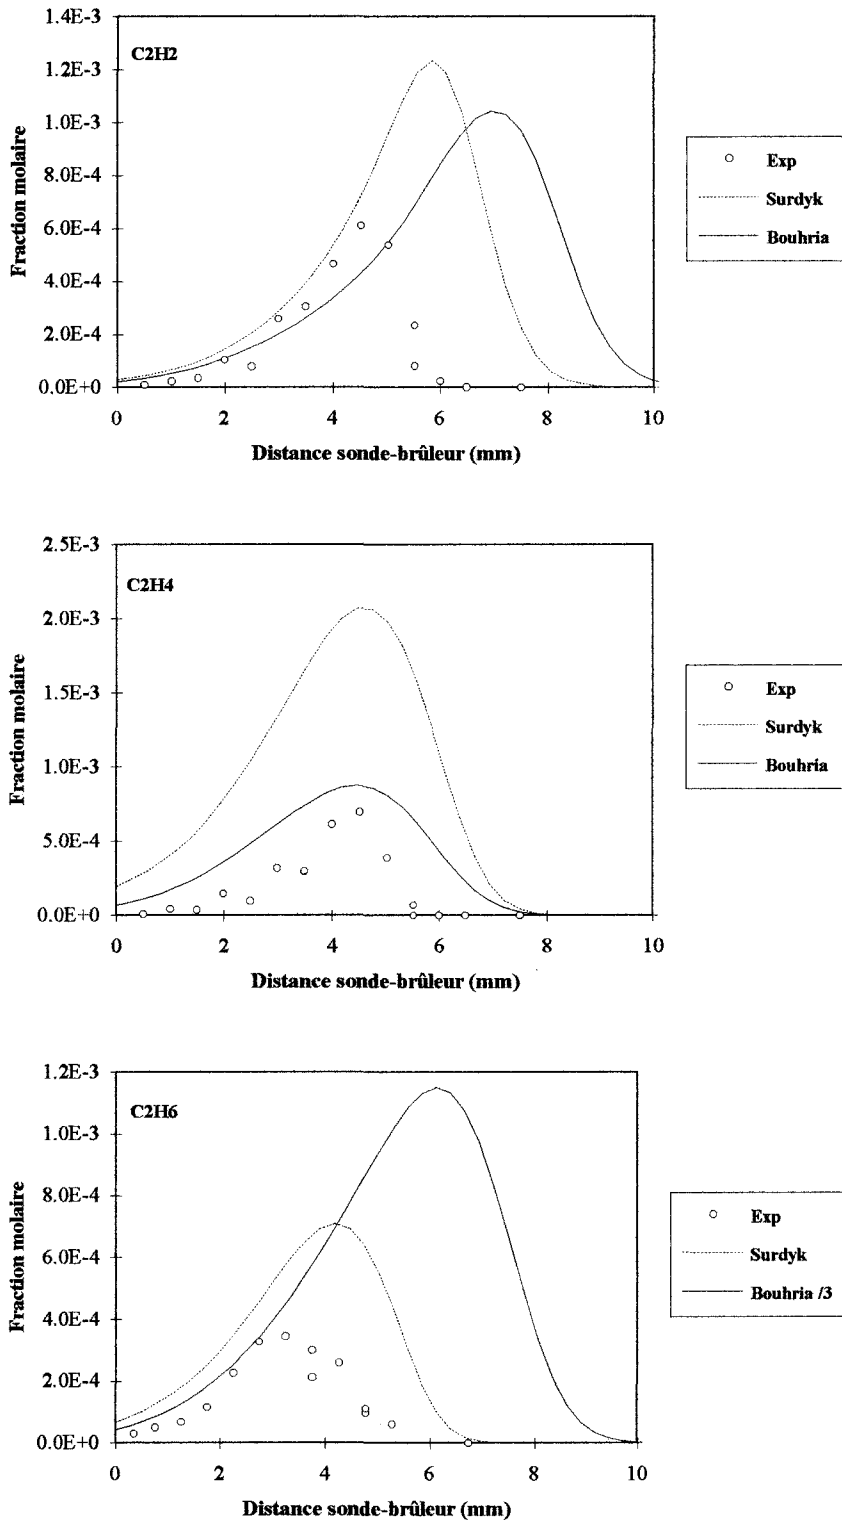 1.4E-3
C2H2
1.2E-3
1.0E-3
8.0E-4
6.0E-4
4.0E-4
2.0E-4
0.0E+0
Fraction molaire
0 2 4 6 8 10
Distance sonde-brûleur (mm)
Exp
Surdyk
Bouhria
2.5E-3
C2H4
2.0E-3
1.5E-3
1.0E-3
5.0E-4
0.0E+0
Fraction molaire
0 2 4 6 8 10
Distance sonde-brûleur (mm)
Exp
Surdyk
Bouhria
1.2E-3
C2H6
1.0E-3
8.0E-4
6.0E-4
4.0E-4
2.0E-4
0.0E+0
Fraction molaire
0 2 4 6 8 10
Distance sonde-brûleur (mm)
Exp
Surdyk
Bouhria /3